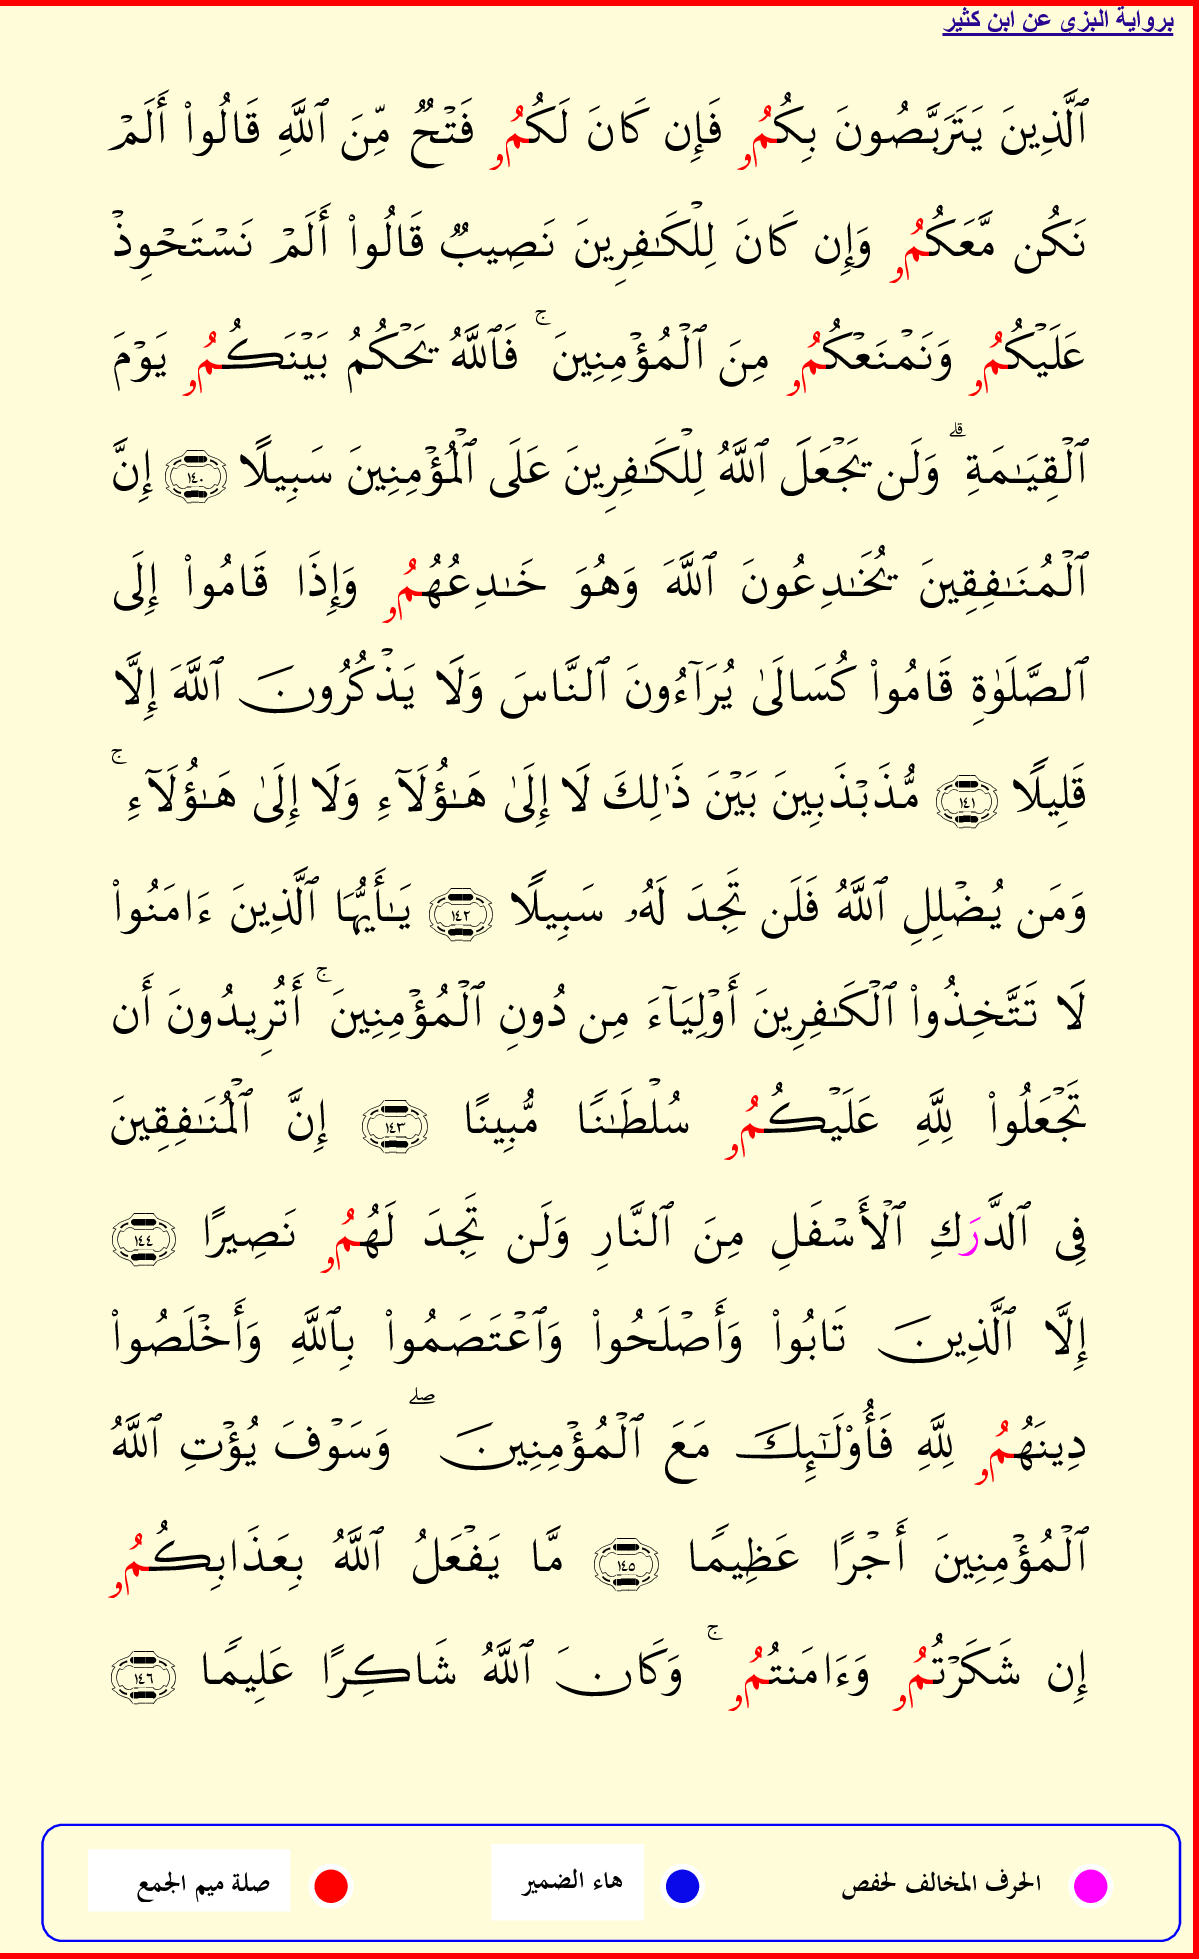 برواية البزي عن ابن كثير
ٱلَّذِينَ يَتَرَبَّصُونَ بِكُمُۥ فَإِن كَانَ لَكُمُۥ فَتْحٌ مِّنَ ٱللَّهِ قَالُوا۟ أَلَمْ
نَكُن مَّعَكُمُۥ وَإِن كَانَ لِلْكَـٰفِرِينَ نَصِيبٌ قَالُوا۟ أَلَمْ نَسْتَحْوِذْ
عَلَيْكُمُۥ وَنَمْنَعْكُمُۥ مِنَ ٱلْمُؤْمِنِينَ ۚ فَٱللَّهُ يَحْكُمُ بَيْنَكُمُۥ يَوْمَ
ٱلْقِيَـٰمَةِ ۗ وَلَن يَجْعَلَ ٱللَّهُ لِلْكَـٰفِرِينَ عَلَى ٱلْمُؤْمِنِينَ سَبِيلًا ١٤٠ إِنَّ
ٱلْمُنَـٰفِقِينَ يُخَـٰدِعُونَ ٱللَّهَ وَهُوَ خَـٰدِعُهُمُۥ وَإِذَا قَامُوا۟ إِلَى
ٱلصَّلَوٰةِ قَامُوا۟ كُسَالَىٰ يُرَآءُونَ ٱلنَّاسَ وَلَا يَذْكُرُونَ ٱللَّهَ إِلَّا
قَلِيلًا ١٤١ مُّذَبْذَبِينَ بَيْنَ ذَٰلِكَ لَا إِلَىٰ هَـٰؤُلَآءِ وَلَا إِلَىٰ هَـٰؤُلَآءِ ۚ
وَمَن يُضْلِلِ ٱللَّهُ فَلَن تَجِدَ لَهُۥ سَبِيلًا ١٤٢ يَـٰأَيُّهَا ٱلَّذِينَ ءَامَنُوا۟
لَا تَتَّخِذُوا۟ ٱلْكَـٰفِرِينَ أَوْلِيَآءَ مِن دُونِ ٱلْمُؤْمِنِينَ ۚ أَتُرِيدُونَ أَن
تَجْعَلُوا۟ لِلَّهِ عَلَيْكُمُۥ سُلْطَـٰنًا مُّبِينًا ١٤٣ إِنَّ ٱلْمُنَـٰفِقِينَ
فِى ٱلدَّرَكِ ٱلْأَسْفَلِ مِنَ ٱلنَّارِ وَلَن تَجِدَ لَهُمُۥ نَصِيرًا ١٤٤
إِلَّا ٱلَّذِينَ تَابُوا۟ وَأَصْلَحُوا۟ وَٱعْتَصَمُوا۟ بِٱللَّهِ وَأَخْلَصُوا۟
دِينَهُمُۥ لِلَّهِ فَأُوْلَـٰٓئِكَ مَعَ ٱلْمُؤْمِنِينَ ۖ وَسَوْفَ يُؤْتِ ٱللَّهُ
ٱلْمُؤْمِنِينَ أَجْرًا عَظِيمًا ١٤٥ مَّا يَفْعَلُ ٱللَّهُ بِعَذَابِكُمُۥ
إِن شَكَرْتُمُۥ وَءَامَنتُمُۥ ۚ وَكَانَ ٱللَّهُ شَاكِرًا عَلِيمًا ١٤٦
الحرف المخالف لحفص هاء الضمير صلة ميم الجمع